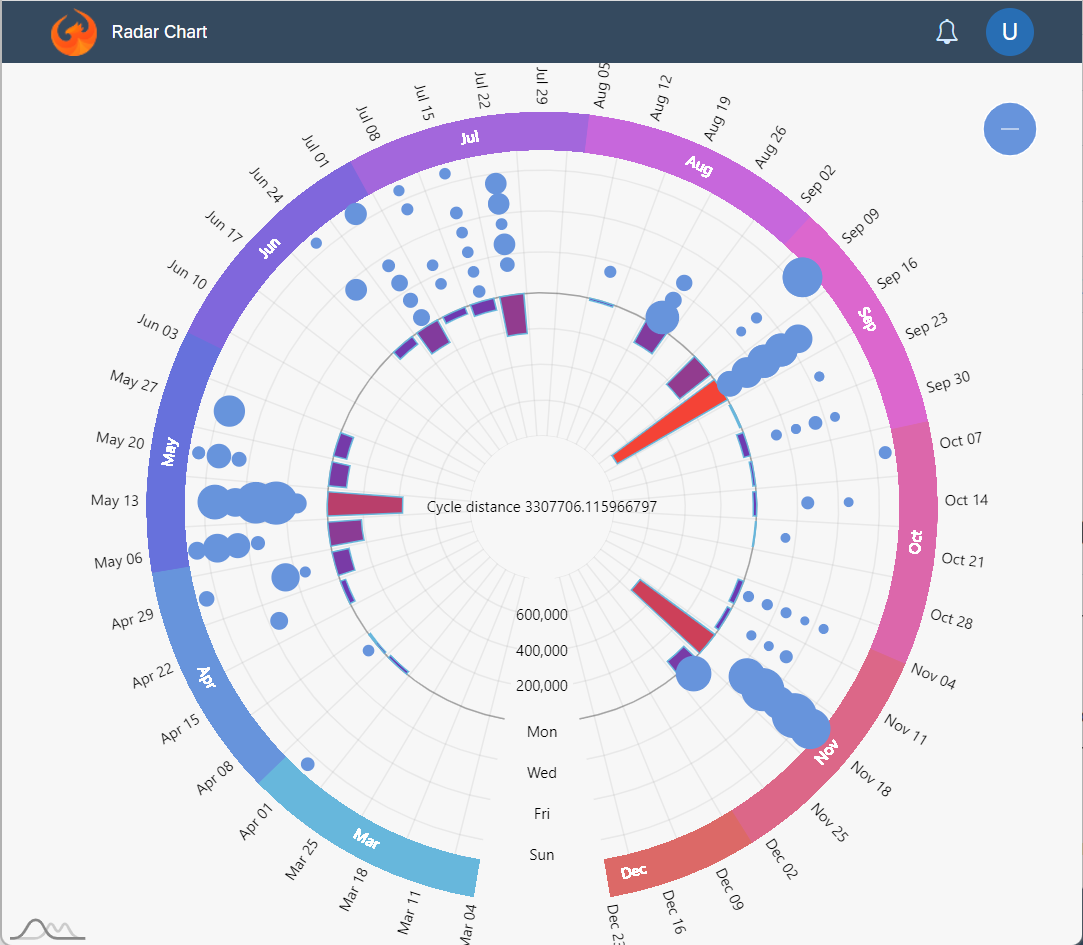 Radar Chart
U
Jul
Aug
Sep
Oct
Nov
Dec
Mar
Apr
May
Jun
Mar 04
Mar 11
Mar 18
Mar 25
Apr 01
Apr 08
Apr 15
Apr 22
Apr 29
May 06
May 13
May 20
May 27
Jun 03
Jun 10
Jun 17
Jun 24
Jul 01
Jul 08
Jul 15
Jul 22
Jul 29
Aug 05
Aug 12
Aug 19
Aug 26
Sep 02
Sep 09
Sep 16
Sep 23
Sep 30
Oct 07
Oct 14
Oct 21
Oct 28
Nov 04
Nov 11
Nov 18
Nov 25
Dec 02
Dec 09
Dec 16
Dec 23
Cycle distance 3307706.115966797
600,000
400,000
200,000
Mon
Wed
Fri
Sun